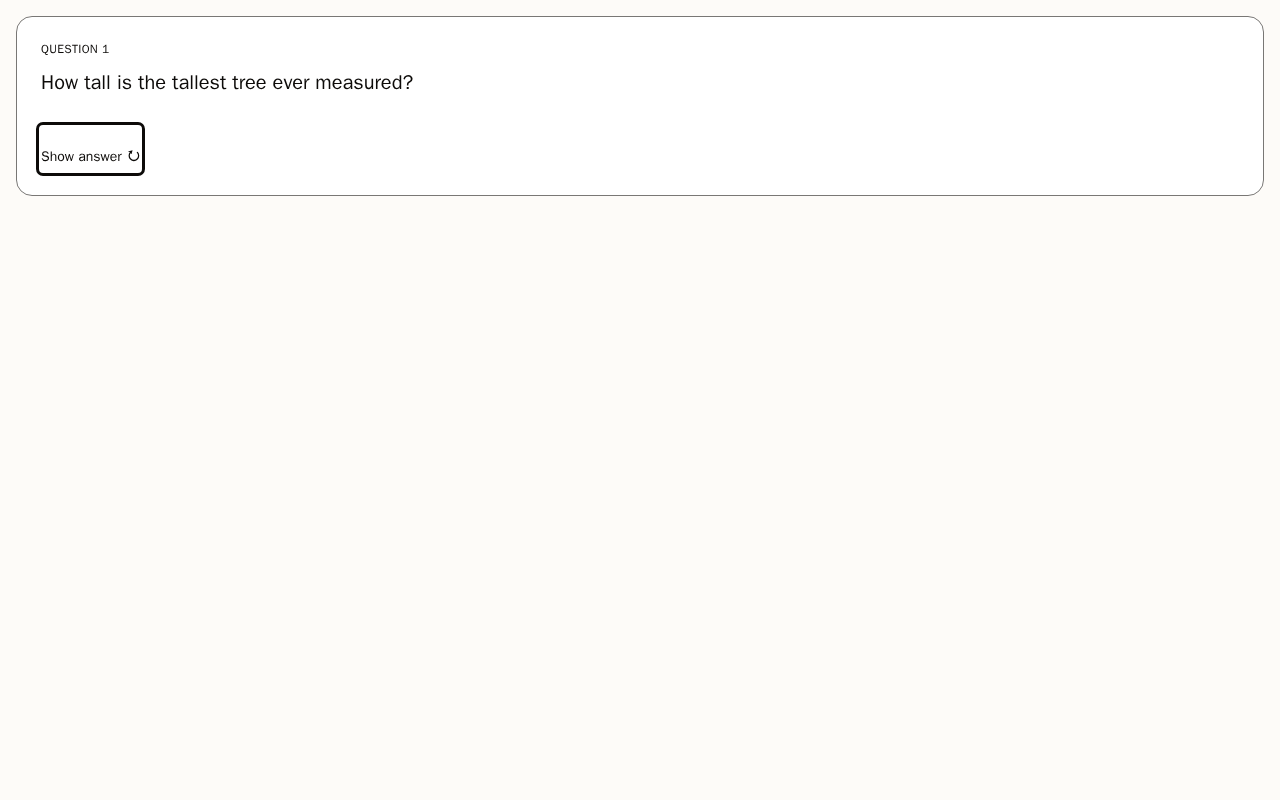 QUESTION 1
How tall is the tallest tree ever measured?
Show answer ↻